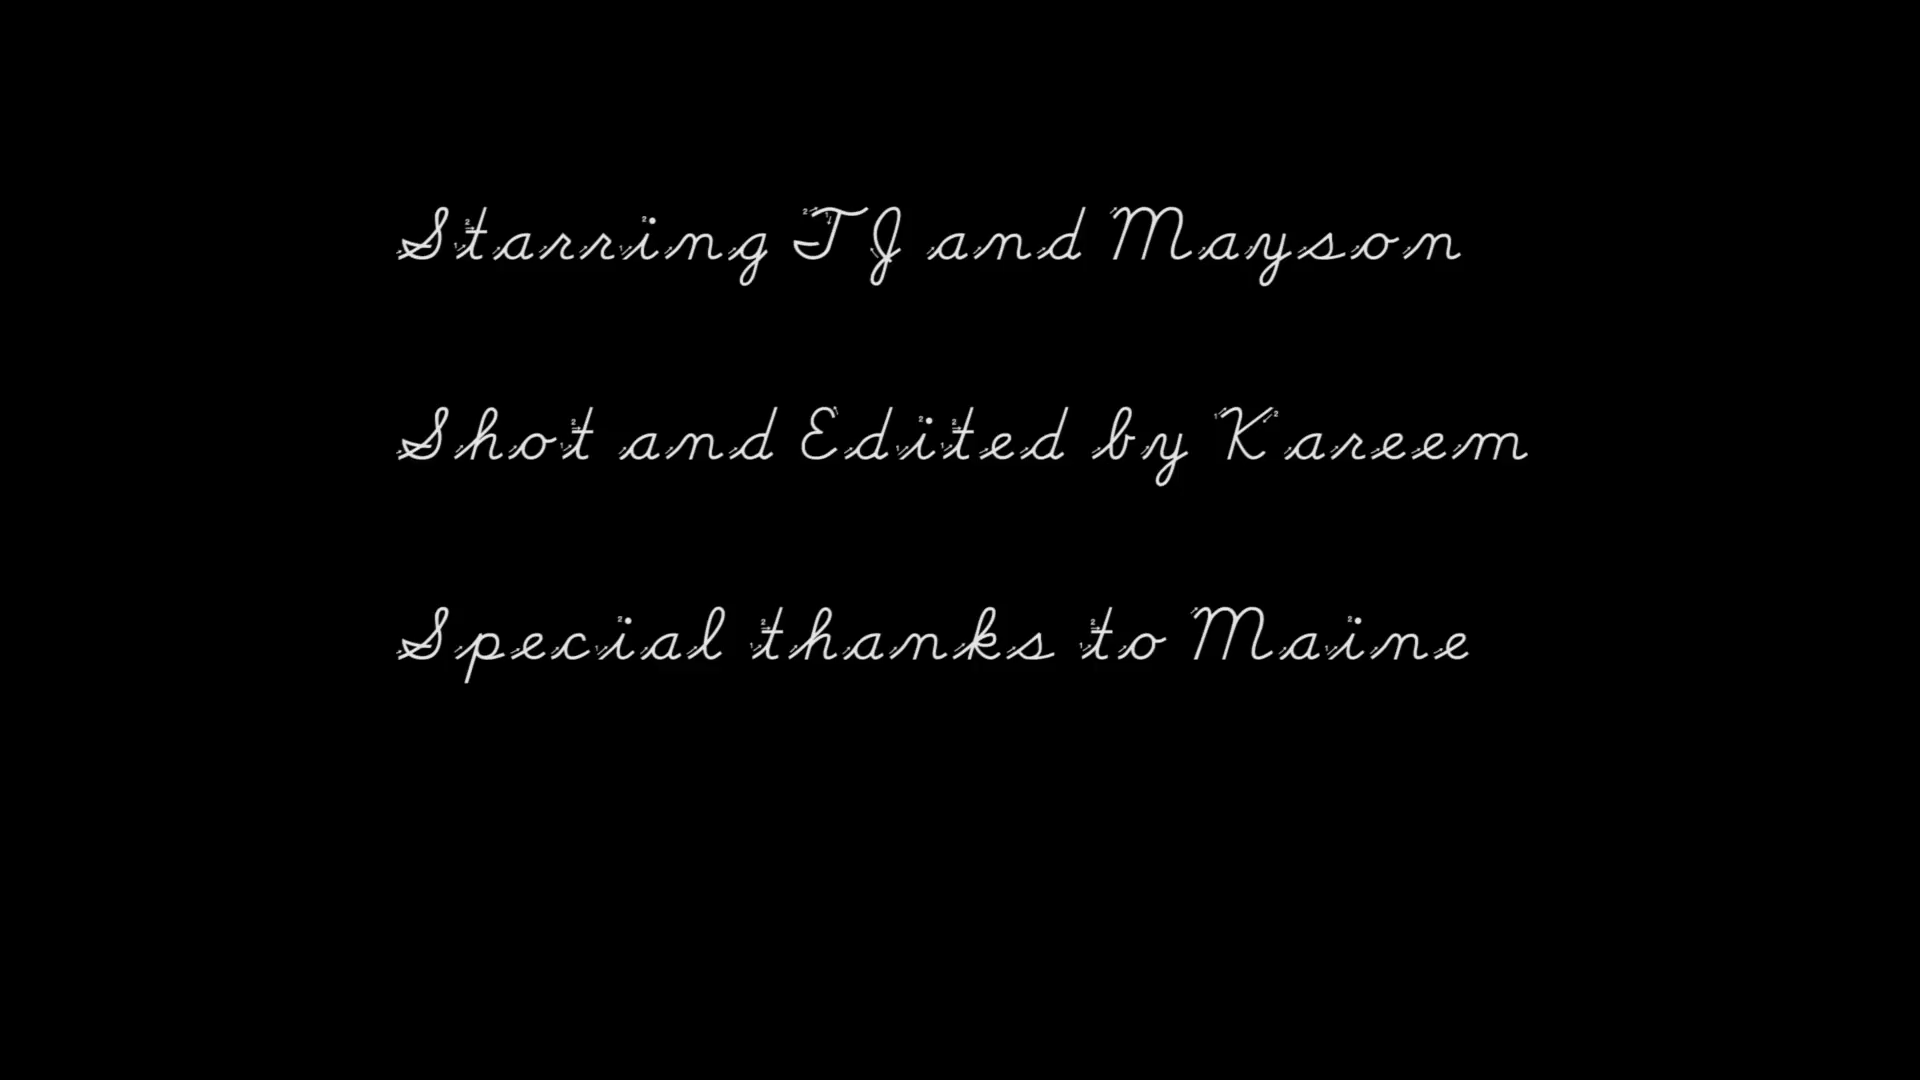 Starring TJ and Mayson
Shot and Edited by Kareem
Special thanks to Maine